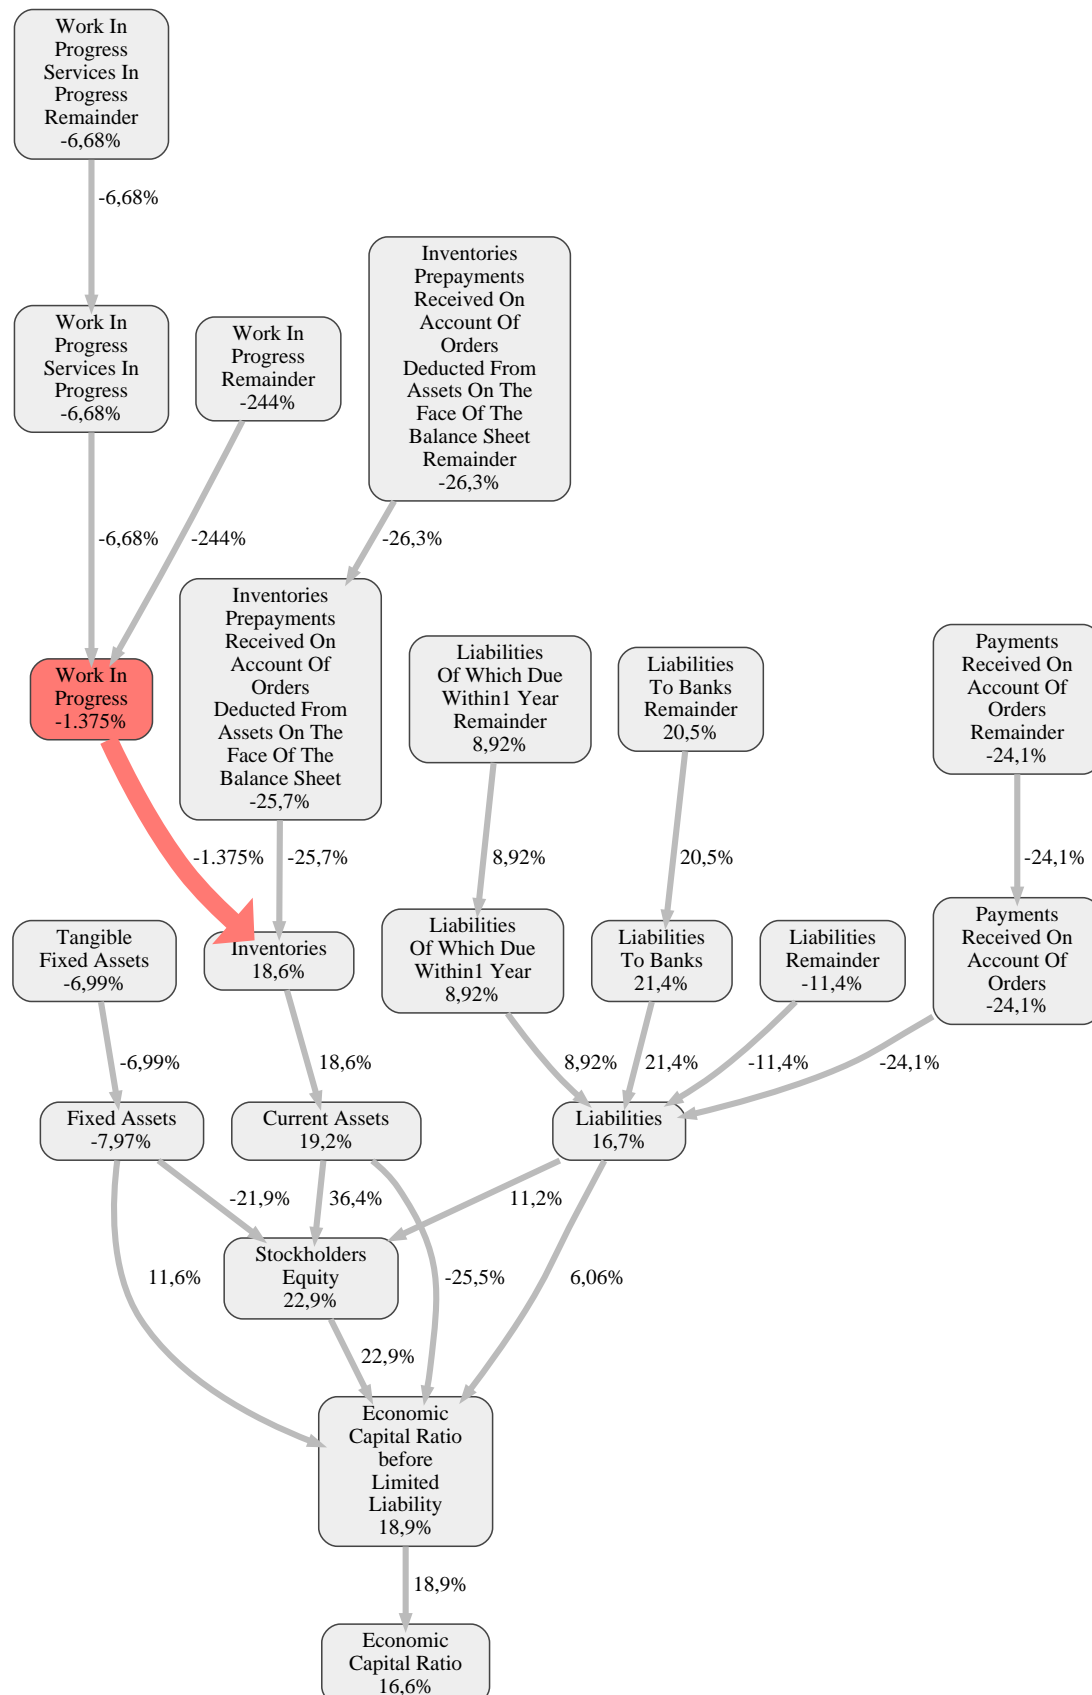 Work In
Progress
Services In
Progress
Remainder
-6,68%
-6,68%
Work In
Progress
Services In
Progress
-6,68%
Work In
Progress
Remainder
-244%
Inventories
Prepayments
Received On
Account Of
Orders
Deducted From
Assets On The
Face Of The
Balance Sheet
Remainder
-26,3%
-6,68%
-244%
-26,3%
Work In
Progress
-1.375%
Inventories
Prepayments
Received On
Account Of
Orders
Deducted From
Assets On The
Face Of The
Balance Sheet
-25,7%
Liabilities
Of Which Due
Within1 Year
Remainder
8,92%
Liabilities
To Banks
Remainder
20,5%
Payments
Received On
Account Of
Orders
Remainder
-24,1%
-1.375%
-25,7%
8,92%
20,5%
-24,1%
Tangible
Fixed Assets
-6,99%
Inventories
18,6%
Liabilities
Of Which Due
Within1 Year
8,92%
Liabilities
To Banks
21,4%
Liabilities
Remainder
-11,4%
Payments
Received On
Account Of
Orders
-24,1%
-6,99%
18,6%
8,92%
21,4%
-11,4%
-24,1%
Fixed Assets
-7,97%
Current Assets
19,2%
Liabilities
16,7%
-21,9%
36,4%
11,2%
Stockholders
Equity
22,9%
11,6%
-25,5%
6,06%
22,9%
Economic
Capital Ratio
before
Limited
Liability
18,9%
18,9%
Economic
Capital Ratio
16,6%